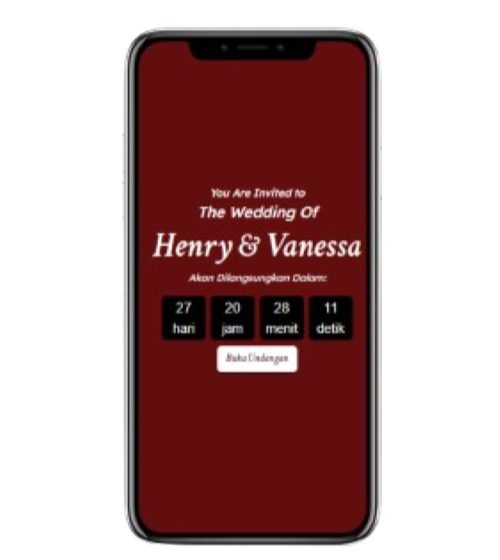 You Are Invited to
The Wedding Of
Henry & Vanessa
Akan Dilangsungkan Dalam:
27 20 28 11
hari jam menit detik
Buka Undangan